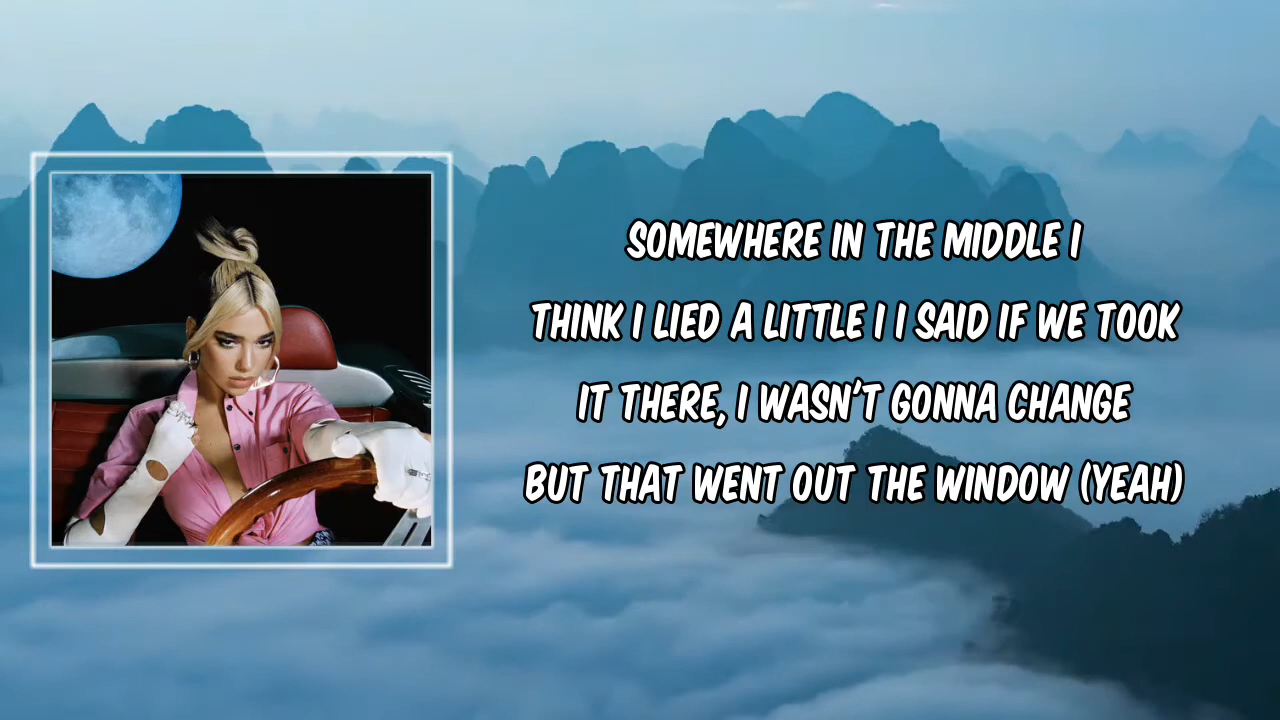 SOMEWHERE IN THE MIDDLE I
THINK I LIED A LITTLE I I SAID IF WE TOOK
IT THERE, I WASN'T GONNA CHANGE
BUT THAT WENT OUT THE WINDOW (YEAH)